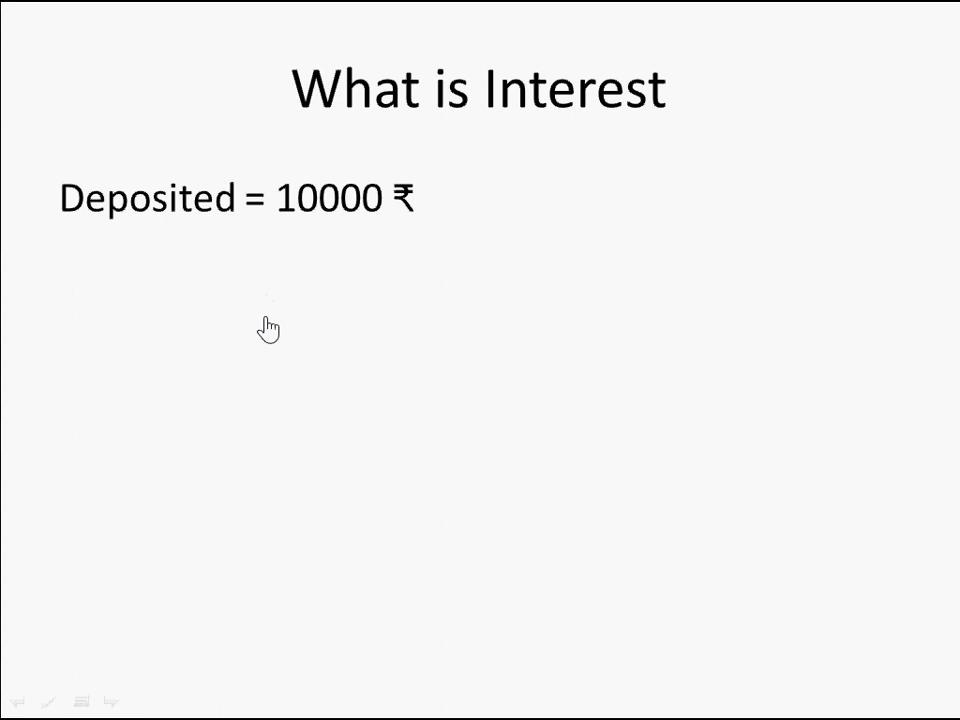 What is Interest
Deposited = 10000 ₹